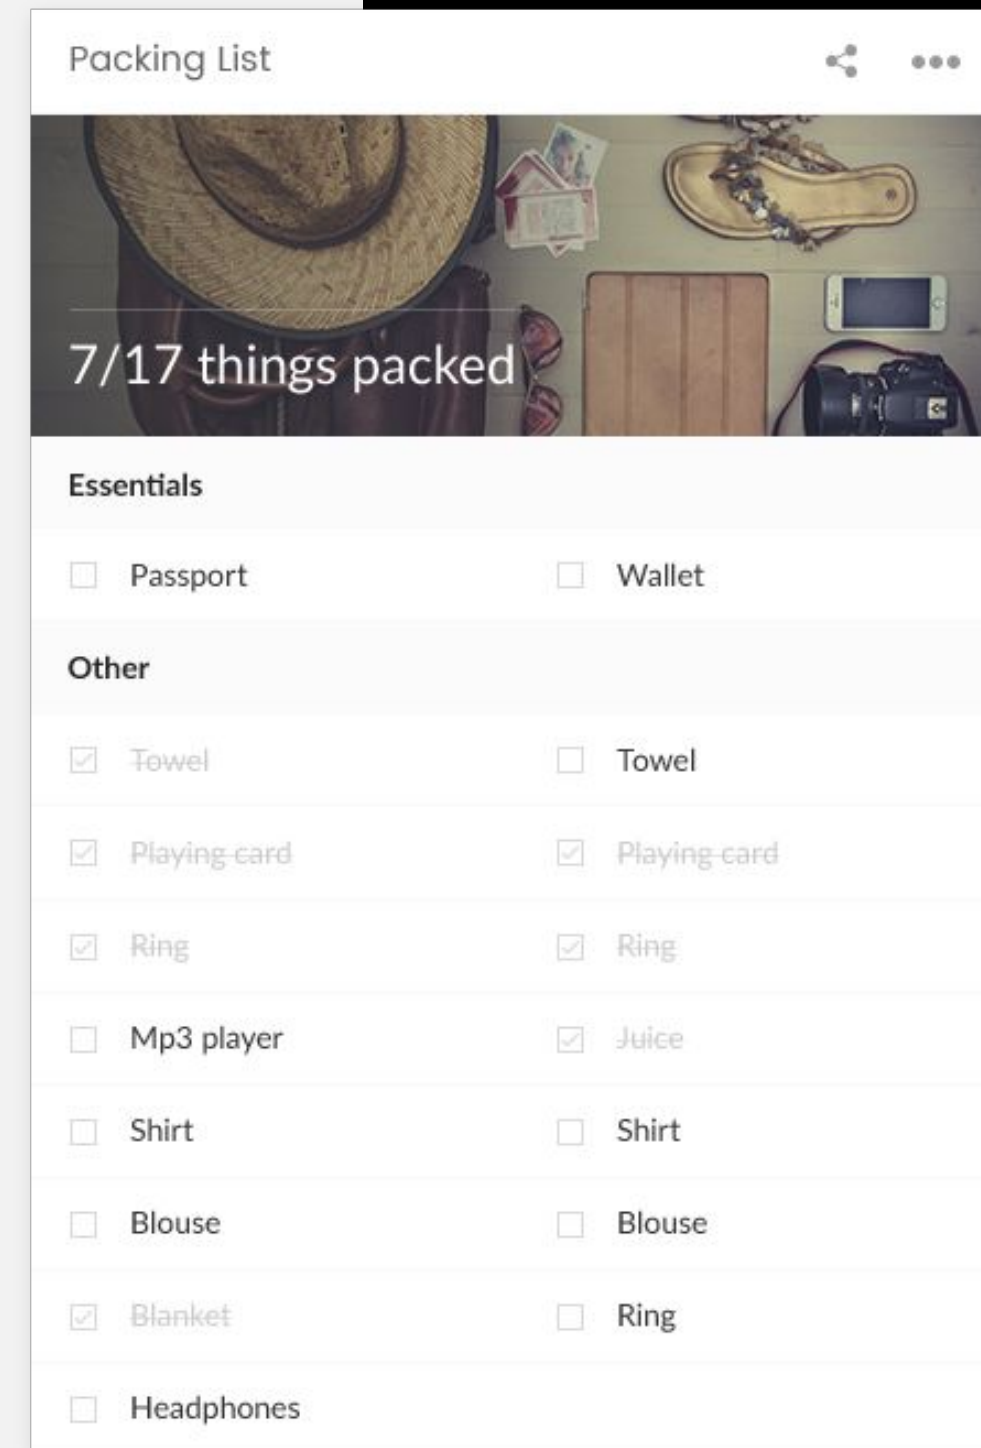 Packing List
7/17 things packed
Essentials
Passport Wallet
Other
Towel Towel
Playing card Playing card
Ring Ring
Mp3 player Juice
Shirt Shirt
Blouse Blouse
Blanket Ring
Headphones